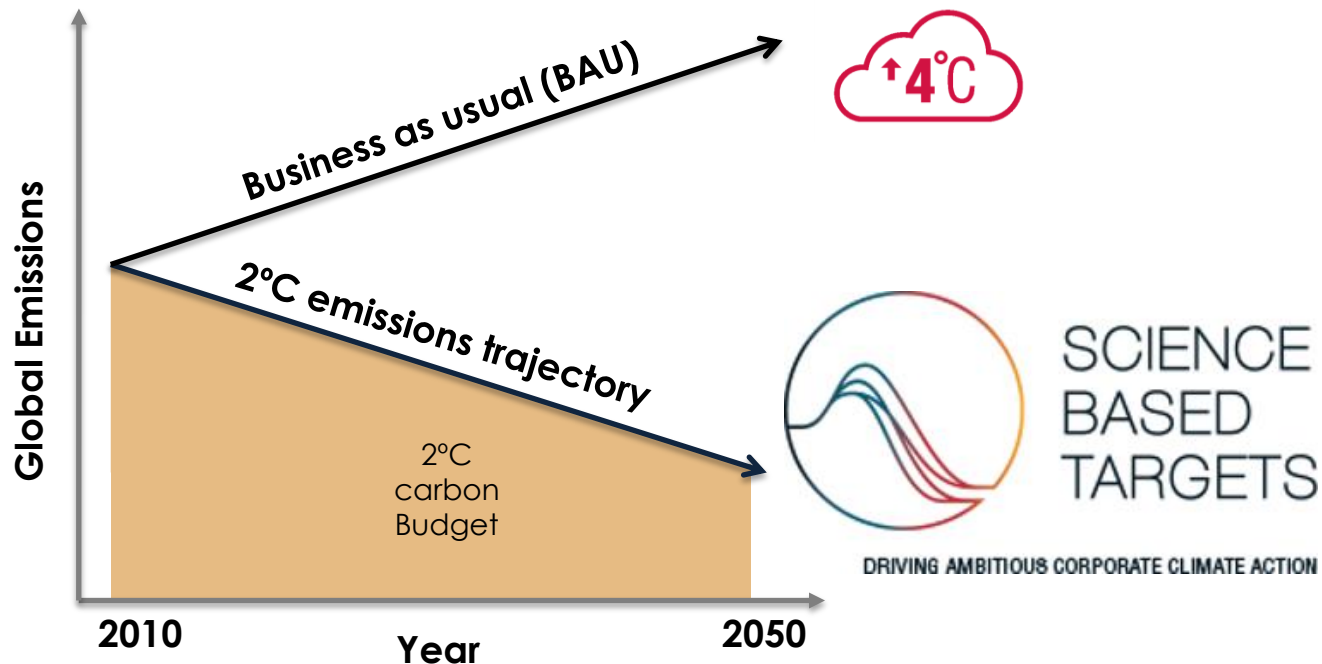 Business as usual (BAU)
↑4°C
Global Emissions
2°C emissions trajectory
2°C
carbon
Budget
SCIENCE
BASED
TARGETS
DRIVING AMBITIOUS CORPORATE CLIMATE ACTION
2010
Year
2050